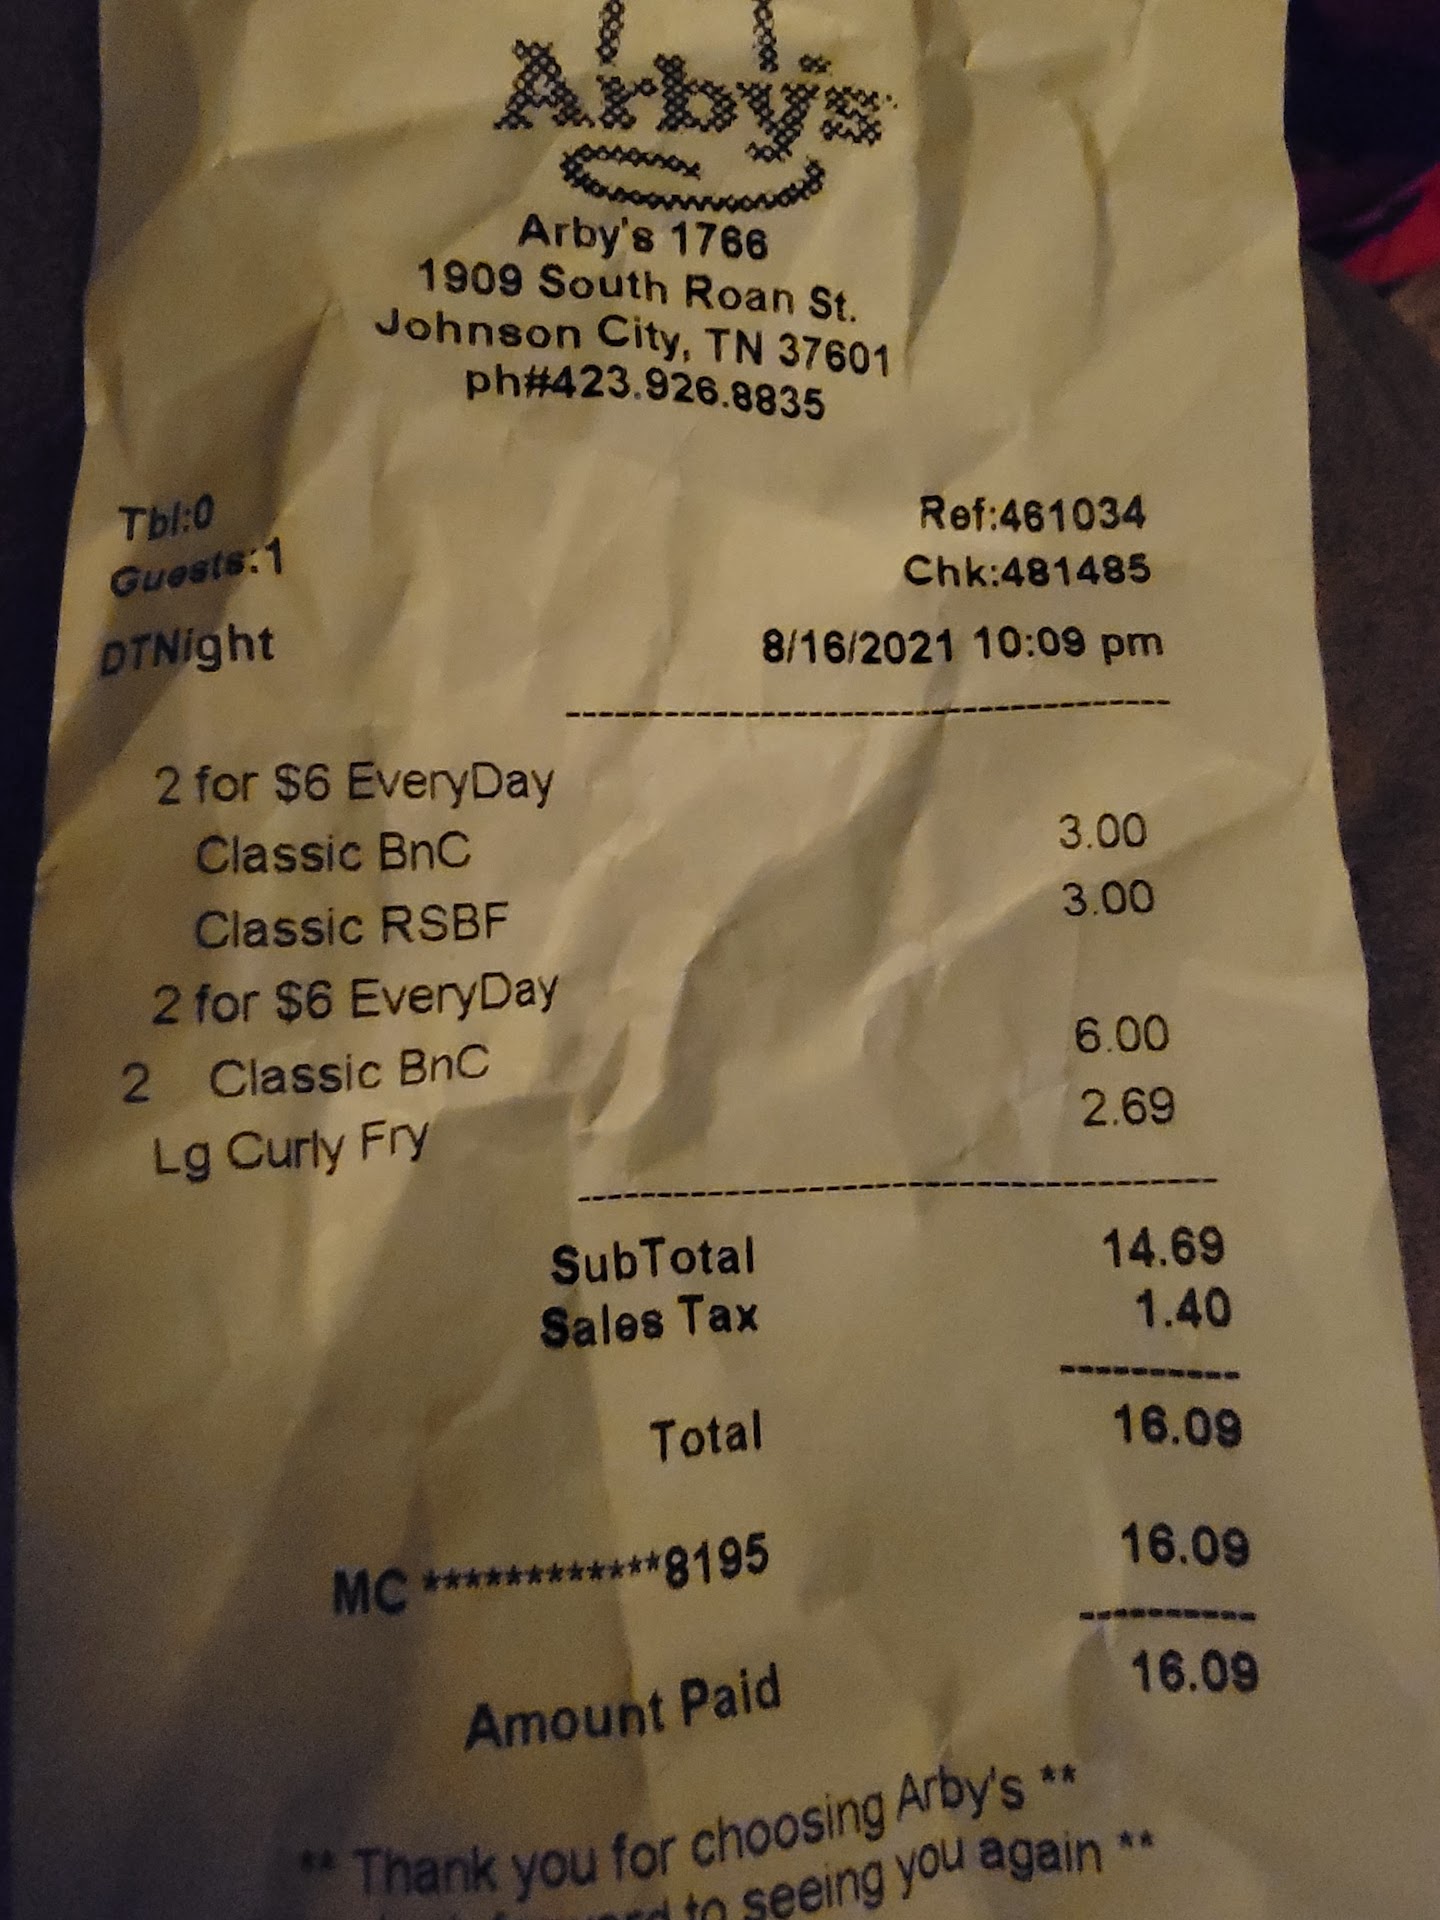 Arby's
Arby's 1766
1909 South Roan St.
Johnson City, TN 37601
ph#423.926.8835
Tbl:0 Ref:461034
Guests:1 Chk:481485
DTNight 8/16/2021 10:09 pm
2 for $6 EveryDay
Classic BnC 3.00
Classic RSBF 3.00
2 for $6 EveryDay
2 Classic BnC 6.00
Lg Curly Fry 2.69
SubTotal 14.69
Sales Tax 1.40
Total 16.09
MC ************8195 16.09
Amount Paid 16.09
** Thank you for choosing Arby's **
to seeing you again **